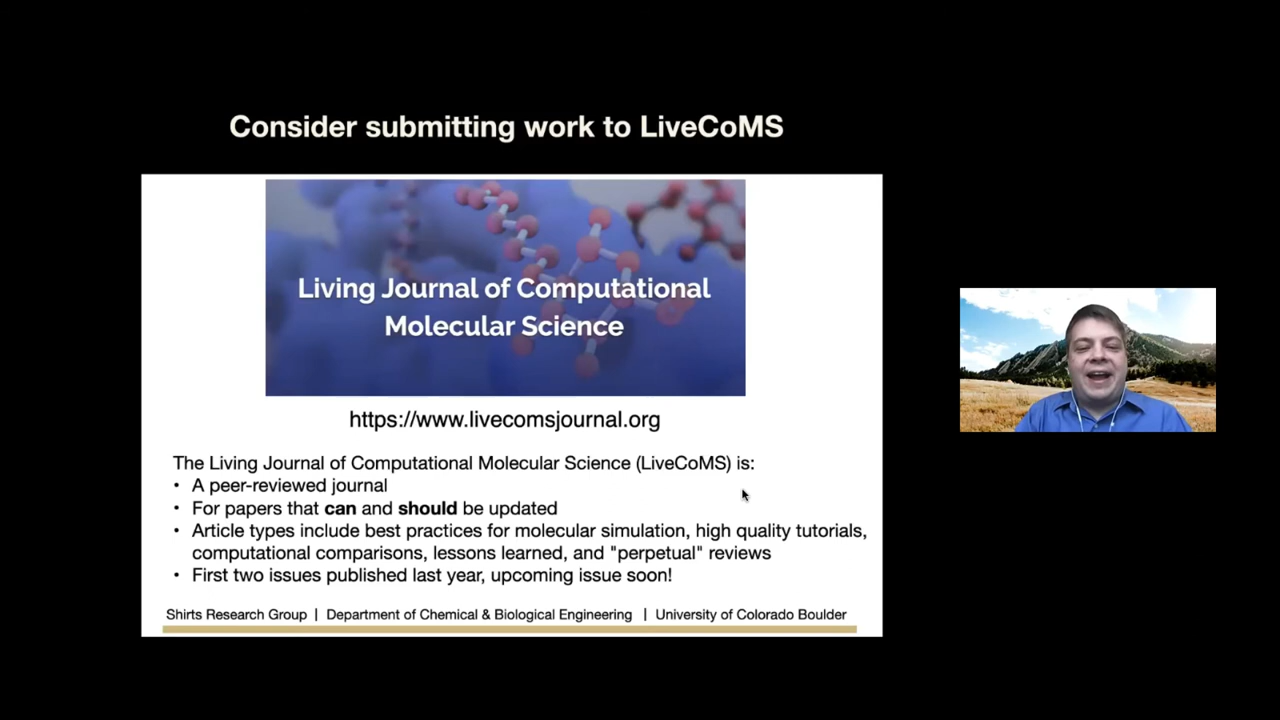 Consider submitting work to LiveCoMS
Living Journal of Computational
Molecular Science
https://www.livecomsjournal.org
The Living Journal of Computational Molecular Science (LiveCoMS) is:
• A peer-reviewed journal
• For papers that can and should be updated
• Article types include best practices for molecular simulation, high quality tutorials,
computational comparisons, lessons learned, and "perpetual" reviews
• First two issues published last year, upcoming issue soon!
Shirts Research Group | Department of Chemical & Biological Engineering | University of Colorado Boulder